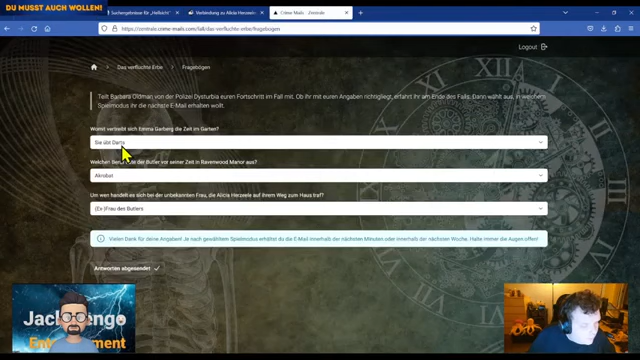 DU MUSST AUCH WOLLEN!
Suchergebnisse für „Hellsicht"
Verbindung zu Alicia Herzeele
Crime Mails - Zentrale
https://zentrale.crime-mails.com/fall/das-verfluchte-erbe/fragebogen
Logout
Das verfluchte Erbe
Fragebögen
Teilt Barbara Oldman von der Polizei Dysturbia euren Fortschritt im Fall mit. Ob ihr mit euren Angaben richtigliegt, erfahrt ihr am Ende des Falls. Dann wählt aus, in welchem
Spielmodus ihr die nächste E-Mail erhalten wollt.
Womit vertreibt sich Emma Garberg die Zeit im Garten?
Sie übt Darts
Welchen Beruf übte der Butler vor seiner Zeit in Ravenwood Manor aus?
Akrobat
Um wen handelt es sich bei der unbekannten Frau, die Alicia Herzeele auf ihrem Weg zum Haus traf?
(Ex-)Frau des Butlers
Vielen Dank für deine Angaben! Je nach gewähltem Spielmodus erhältst du die E-Mail innerhalb der nächsten Minuten oder innerhalb der nächsten Woche. Halte immer die Augen offen!
Antworten abgesendet